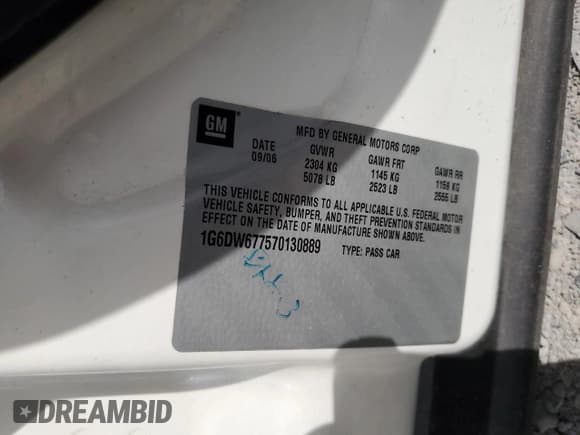 GM
MFD BY GENERAL MOTORS CORP
DATE GVWR GAWR FRT GAWR RR
09/06 2304 KG 1145 KG 1159 KG
5078 LB 2523 LB 2555 LB
THIS VEHICLE CONFORMS TO ALL APPLICABLE U.S. FEDERAL MOTOR
VEHICLE SAFETY, BUMPER, AND THEFT PREVENTION STANDARDS IN
EFFECT ON THE DATE OF MANUFACTURE SHOWN ABOVE.
1G6DW677570130889 TYPE: PASS CAR
DREAMBID